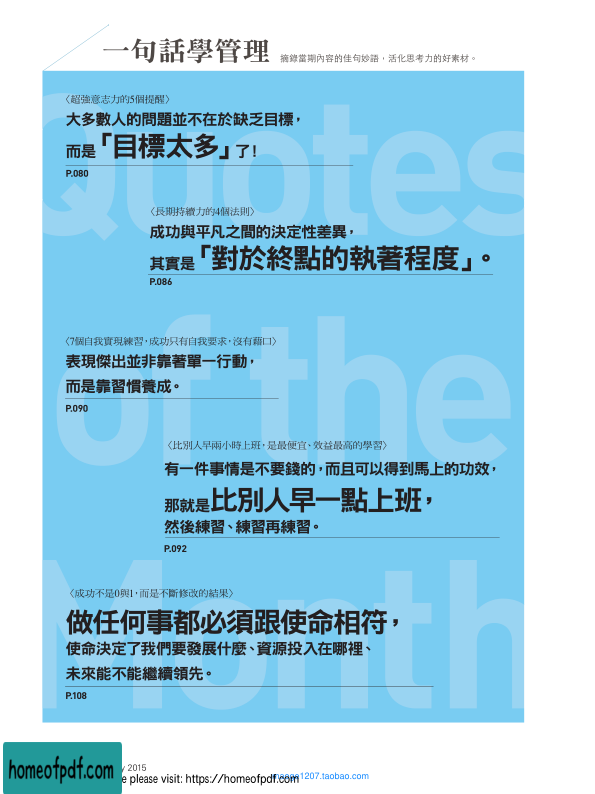 一句話學管理 摘錄當期內容的佳句妙語，活化思考力的好素材。
Quotes
of the
Month
〈超強意志力的5個提醒〉
大多數人的問題並不在於缺乏目標，
而是「目標太多」了！
P.080
〈長期持續力的4個法則〉
成功與平凡之間的決定性差異，
其實是「對於終點的執著程度」。
P.086
〈7個自我實現練習，成功只有自我要求，沒有藉口〉
表現傑出並非靠著單一行動，
而是靠習慣養成。
P.090
〈比別人早兩小時上班，是最便宜、效益最高的學習〉
有一件事情是不要錢的，而且可以得到馬上的功效，
那就是比別人早一點上班，
然後練習、練習再練習。
P.092
〈成功不是0與1，而是不斷修改的結果〉
做任何事都必須跟使命相符，
使命決定了我們要發展什麼、資源投入在哪裡、
未來能不能繼續領先。
P.108
2015
homeofpdf.com
please visit: https://homeofpdf.com
1207.taobao.com